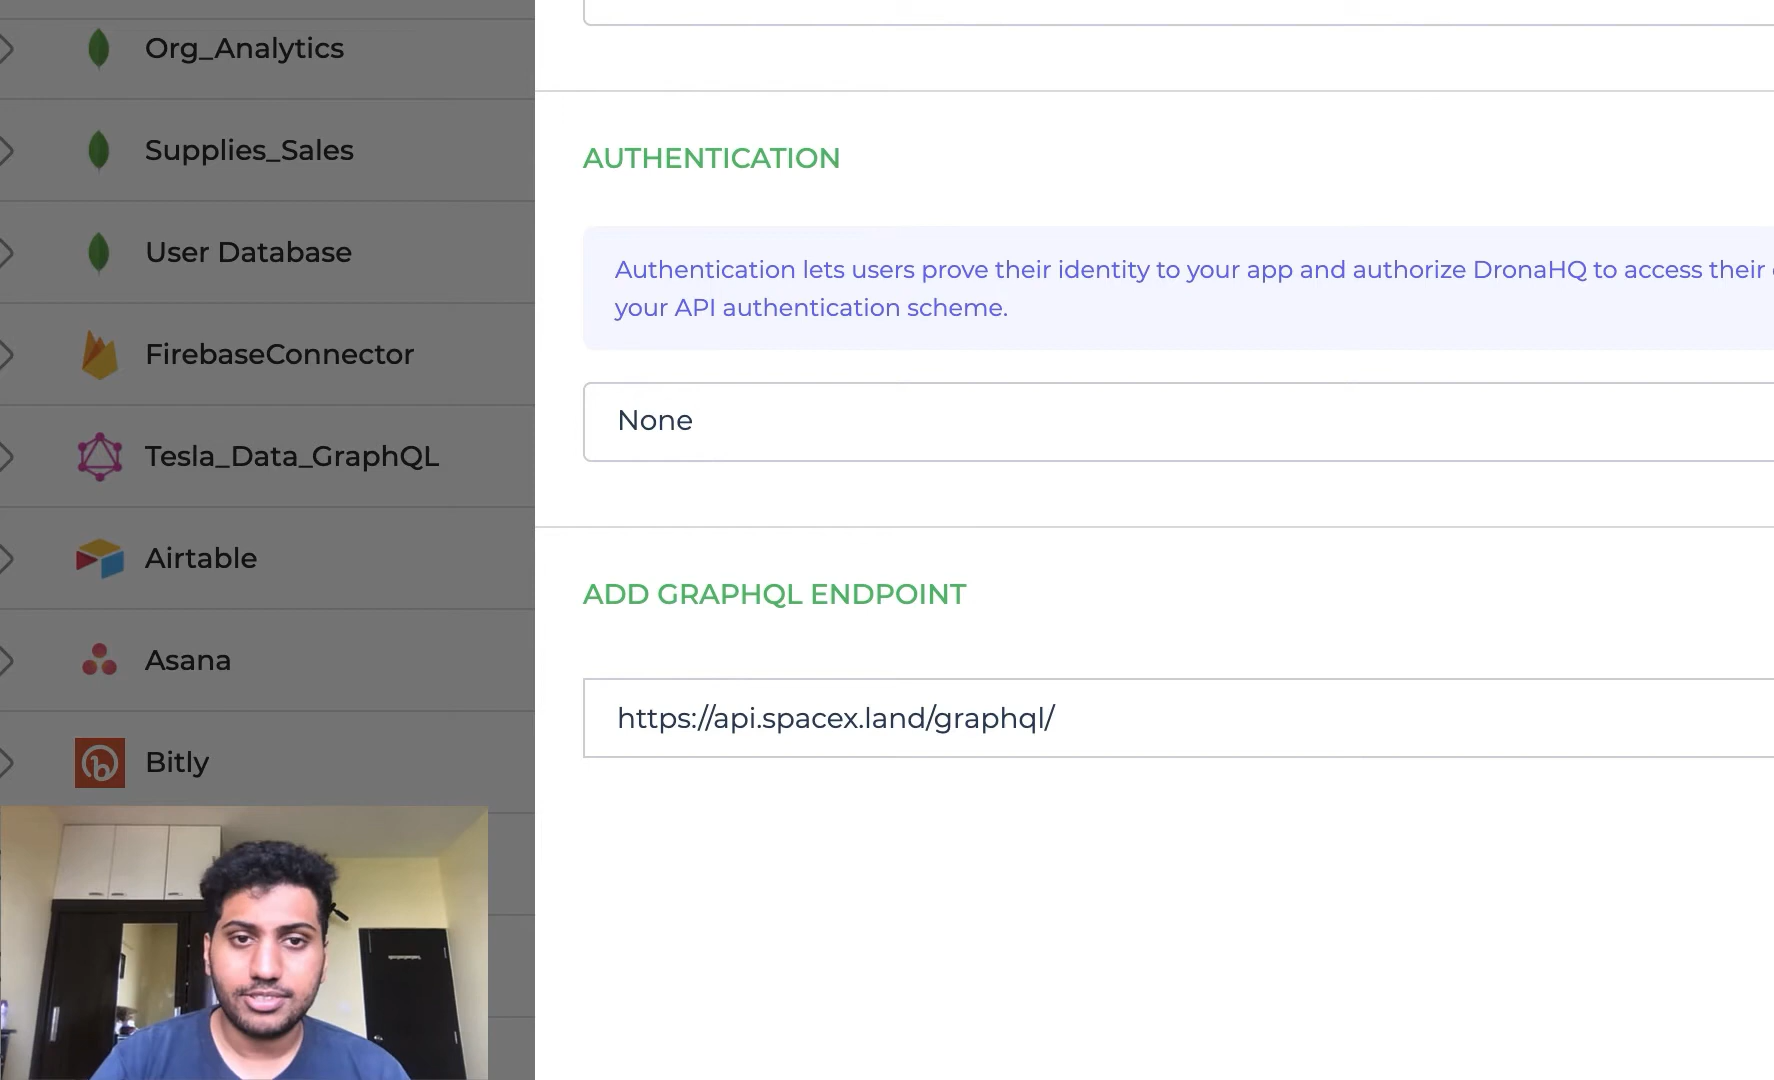 Org_Analytics
Supplies_Sales
User Database
FirebaseConnector
Tesla_Data_GraphQL
Airtable
Asana
Bitly
AUTHENTICATION
Authentication lets users prove their identity to your app and authorize DronaHQ to access their
your API authentication scheme.
None
ADD GRAPHQL ENDPOINT
https://api.spacex.land/graphql/